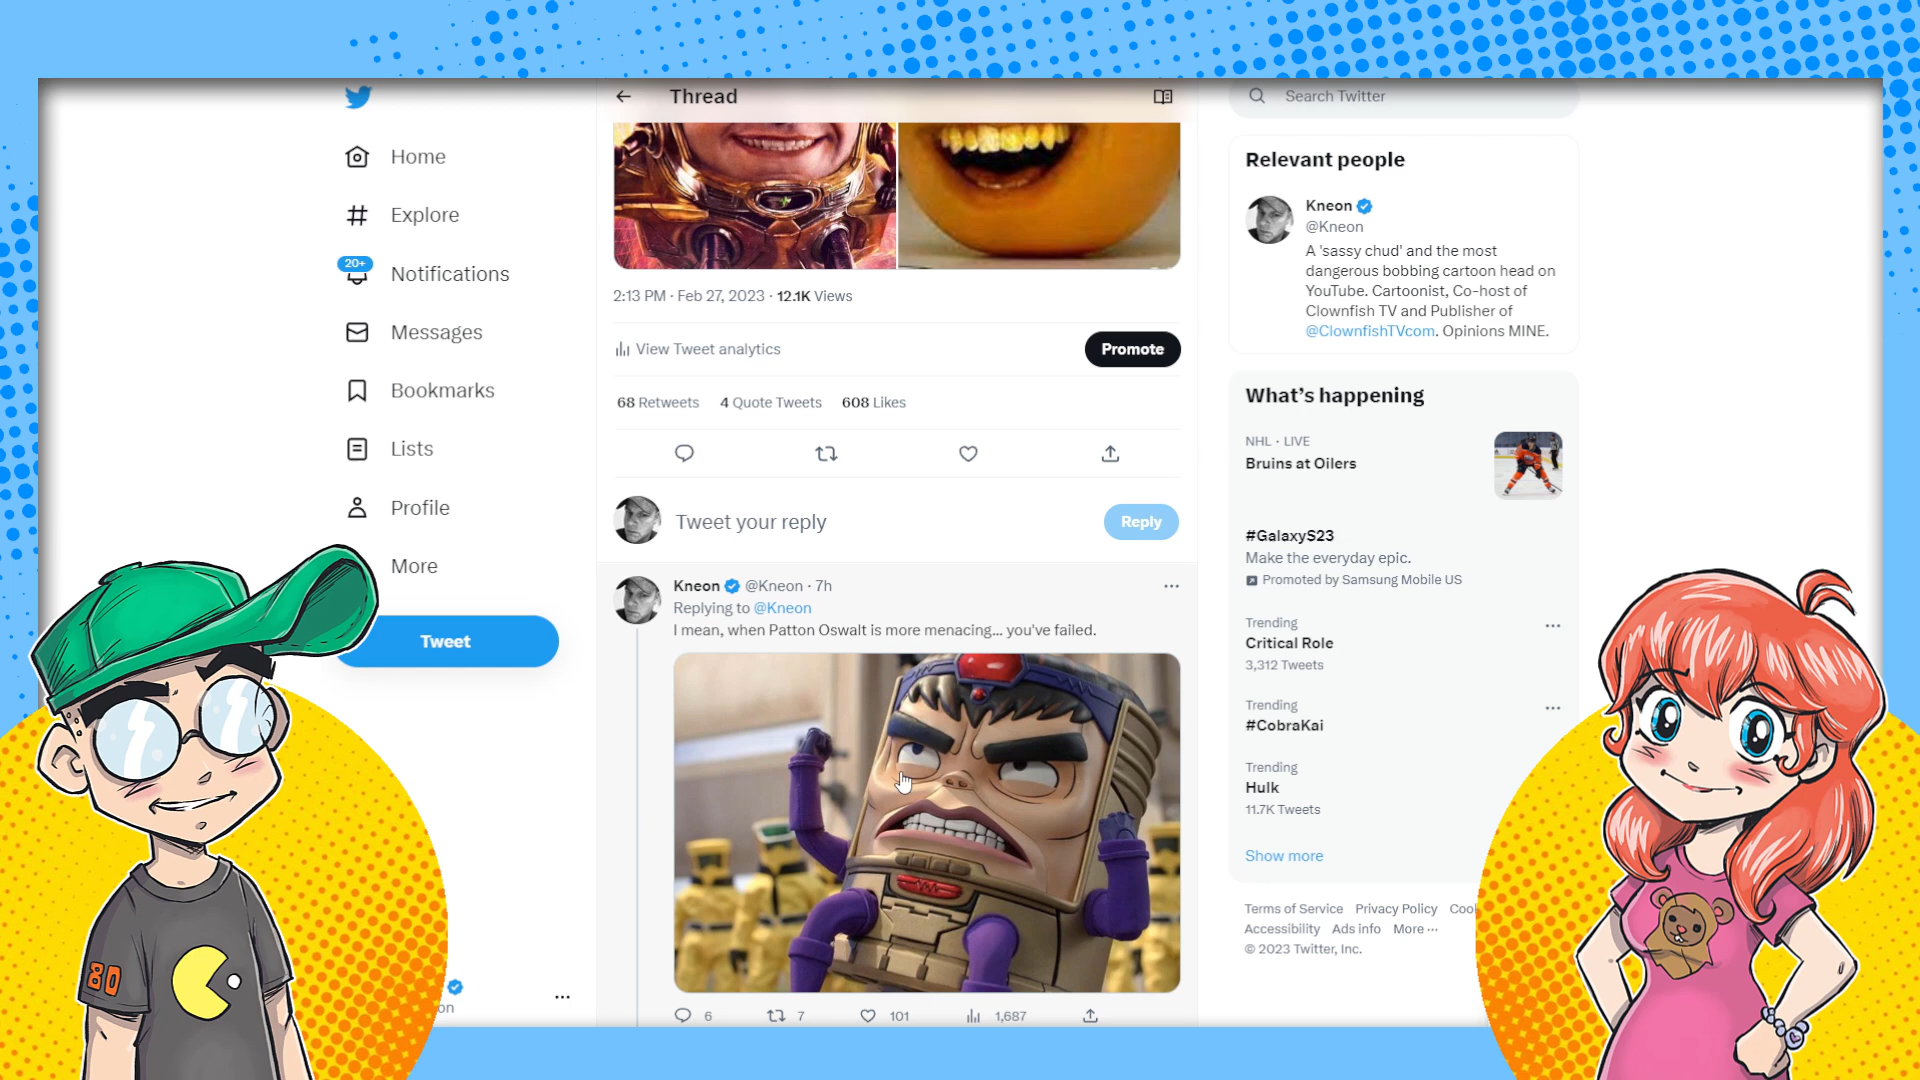 Thread
Search Twitter
Home
Explore
20+
Notifications
Messages
Bookmarks
Lists
Profile
More
Tweet
2:13 PM · Feb 27, 2023 · 12.1K Views
View Tweet analytics
Promote
68 Retweets 4 Quote Tweets 608 Likes
Tweet your reply
Reply
Kneon @Kneon · 7h
Replying to @Kneon
I mean, when Patton Oswalt is more menacing... you've failed.
6 7 101 1,687
Relevant people
Kneon
@Kneon
A 'sassy chud' and the most
dangerous bobbing cartoon head on
YouTube. Cartoonist, Co-host of
Clownfish TV and Publisher of
@ClownfishTVcom. Opinions MINE.
What's happening
NHL · LIVE
Bruins at Oilers
#GalaxyS23
Make the everyday epic.
Promoted by Samsung Mobile US
Trending
Critical Role
3,312 Tweets
Trending
#CobraKai
Trending
Hulk
11.7K Tweets
Show more
Terms of Service Privacy Policy
Accessibility Ads info More ···
© 2023 Twitter, Inc.
80